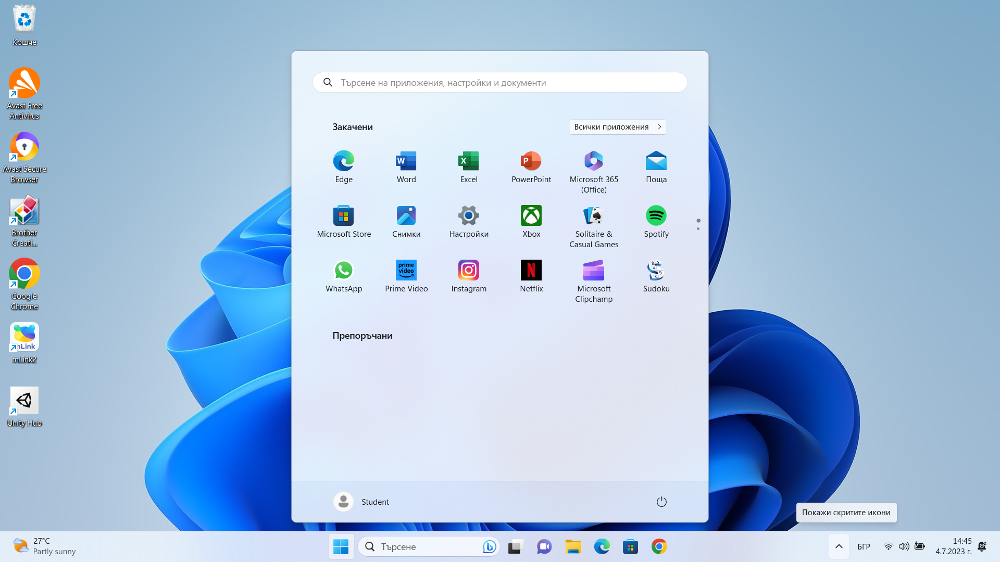 Кошче
Avast Free
Antivirus
Avast Secure
Browser
Brother
Creati...
Google
Chrome
mLink
mLink2
Unity Hub
Търсене на приложения, настройки и документи
Закачени
Всички приложения
Edge
Word
Excel
PowerPoint
Microsoft 365
(Office)
Поща
Microsoft Store
Снимки
Настройки
Xbox
Solitaire &
Casual Games
Spotify
prime
video
WhatsApp
Prime Video
Instagram
Netflix
Microsoft
Clipchamp
Sudoku
Препоръчани
Student
Покажи скритите икони
27°C
Partly sunny
Търсене
БГР
14:45
4.7.2023 г.